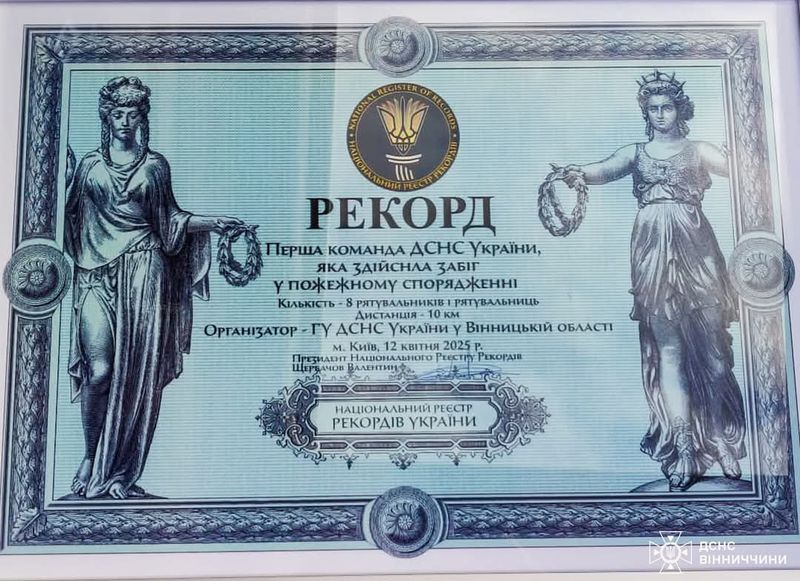 NATIONAL REGISTER OF RECORDS
НАЦІОНАЛЬНИЙ РЕЄСТР РЕКОРДІВ
РЕКОРД
Перша команда ДСНС України,
яка здійснла забіг
у пожежному спорядженні
Кількість - 8 рятувальників і рятувальниць
Дистанція - 10 км
Організатор - ГУ ДСНС України у Вінницькій області
м. Київ, 12 квітня 2025 р.
Президент Національного Реєстру Рекордів
Щербачов Валентин
НАЦІОНАЛЬНИЙ РЕЄСТР
РЕКОРДІВ УКРАЇНИ
ДСНС
ВІННИЧЧИНИ